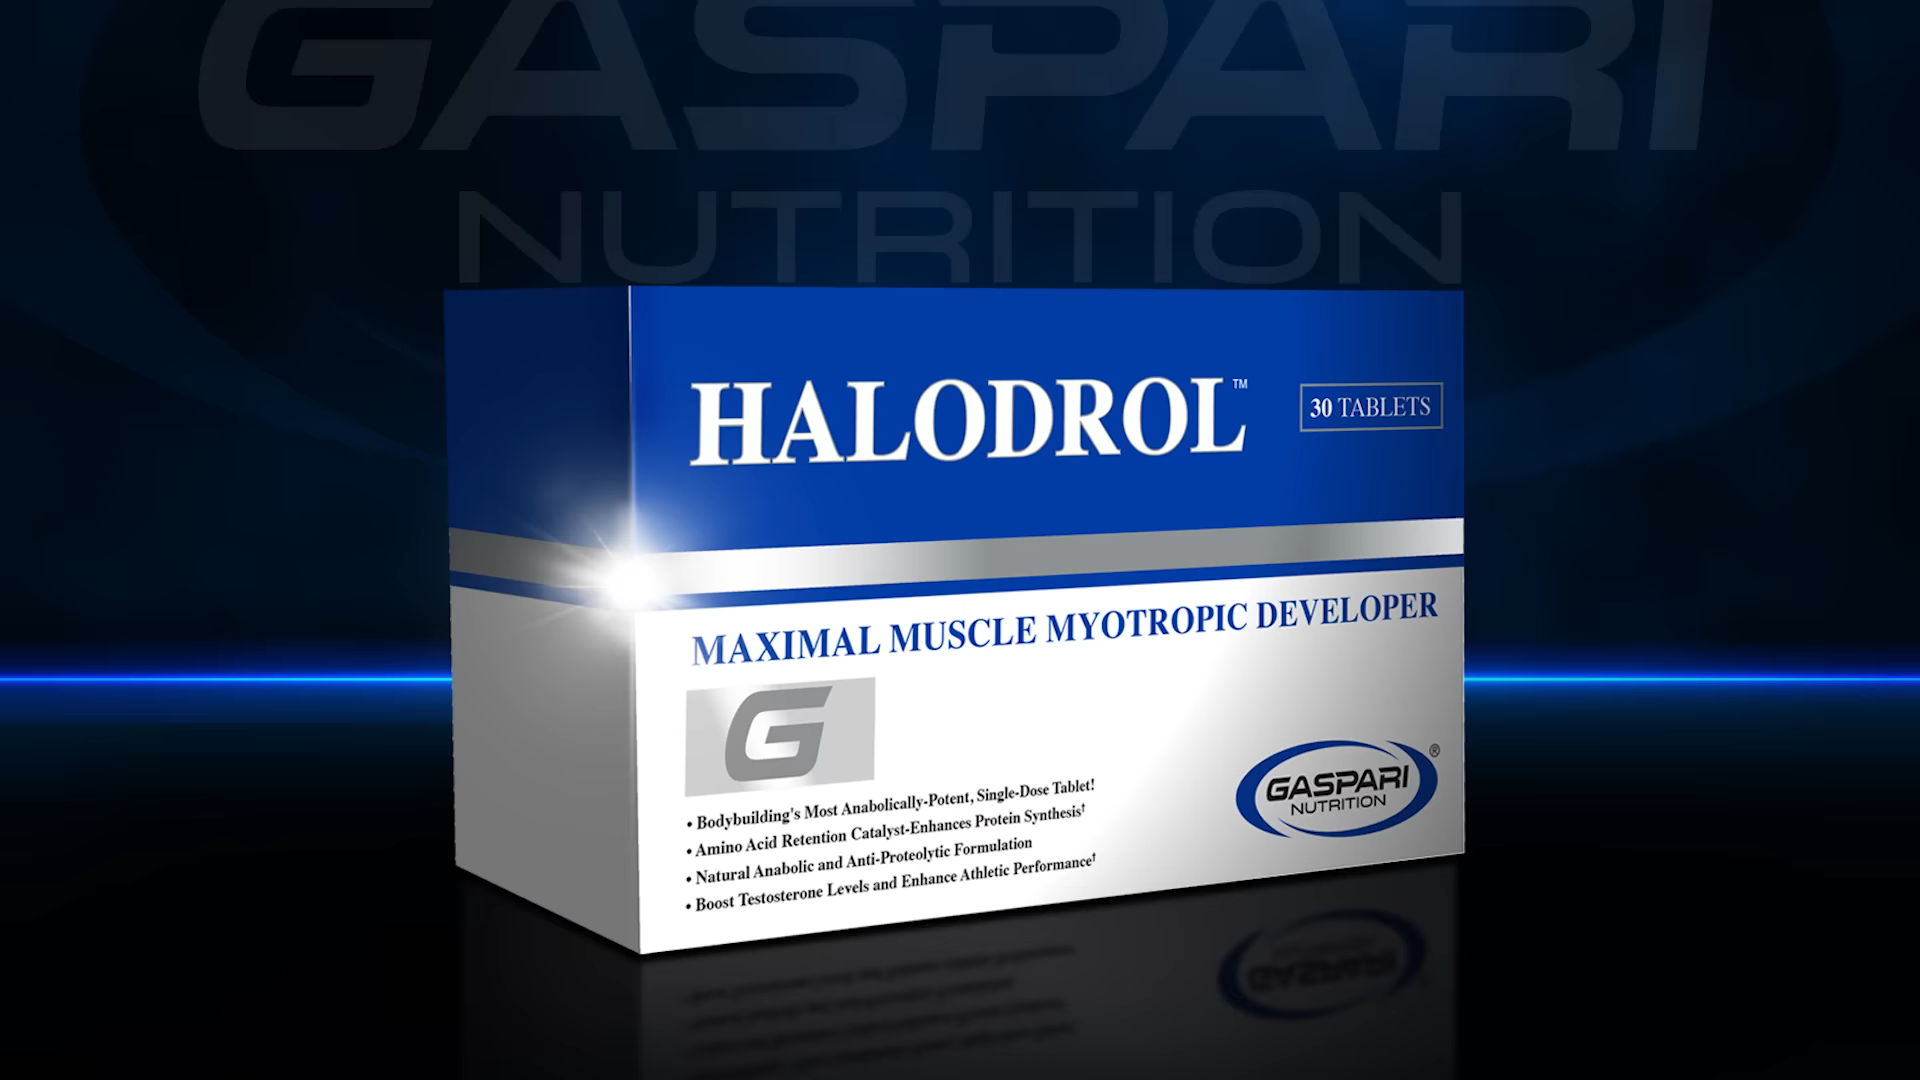 GASPARI
NUTRITION
HALODROL™
30 TABLETS
MAXIMAL MUSCLE MYOTROPIC DEVELOPER
G
• Bodybuilding's Most Anabolically-Potent, Single-Dose Tablet!
• Amino Acid Retention Catalyst-Enhances Protein Synthesis†
• Natural Anabolic and Anti-Proteolytic Formulation
• Boost Testosterone Levels and Enhance Athletic Performance†
GASPARI®
NUTRITION